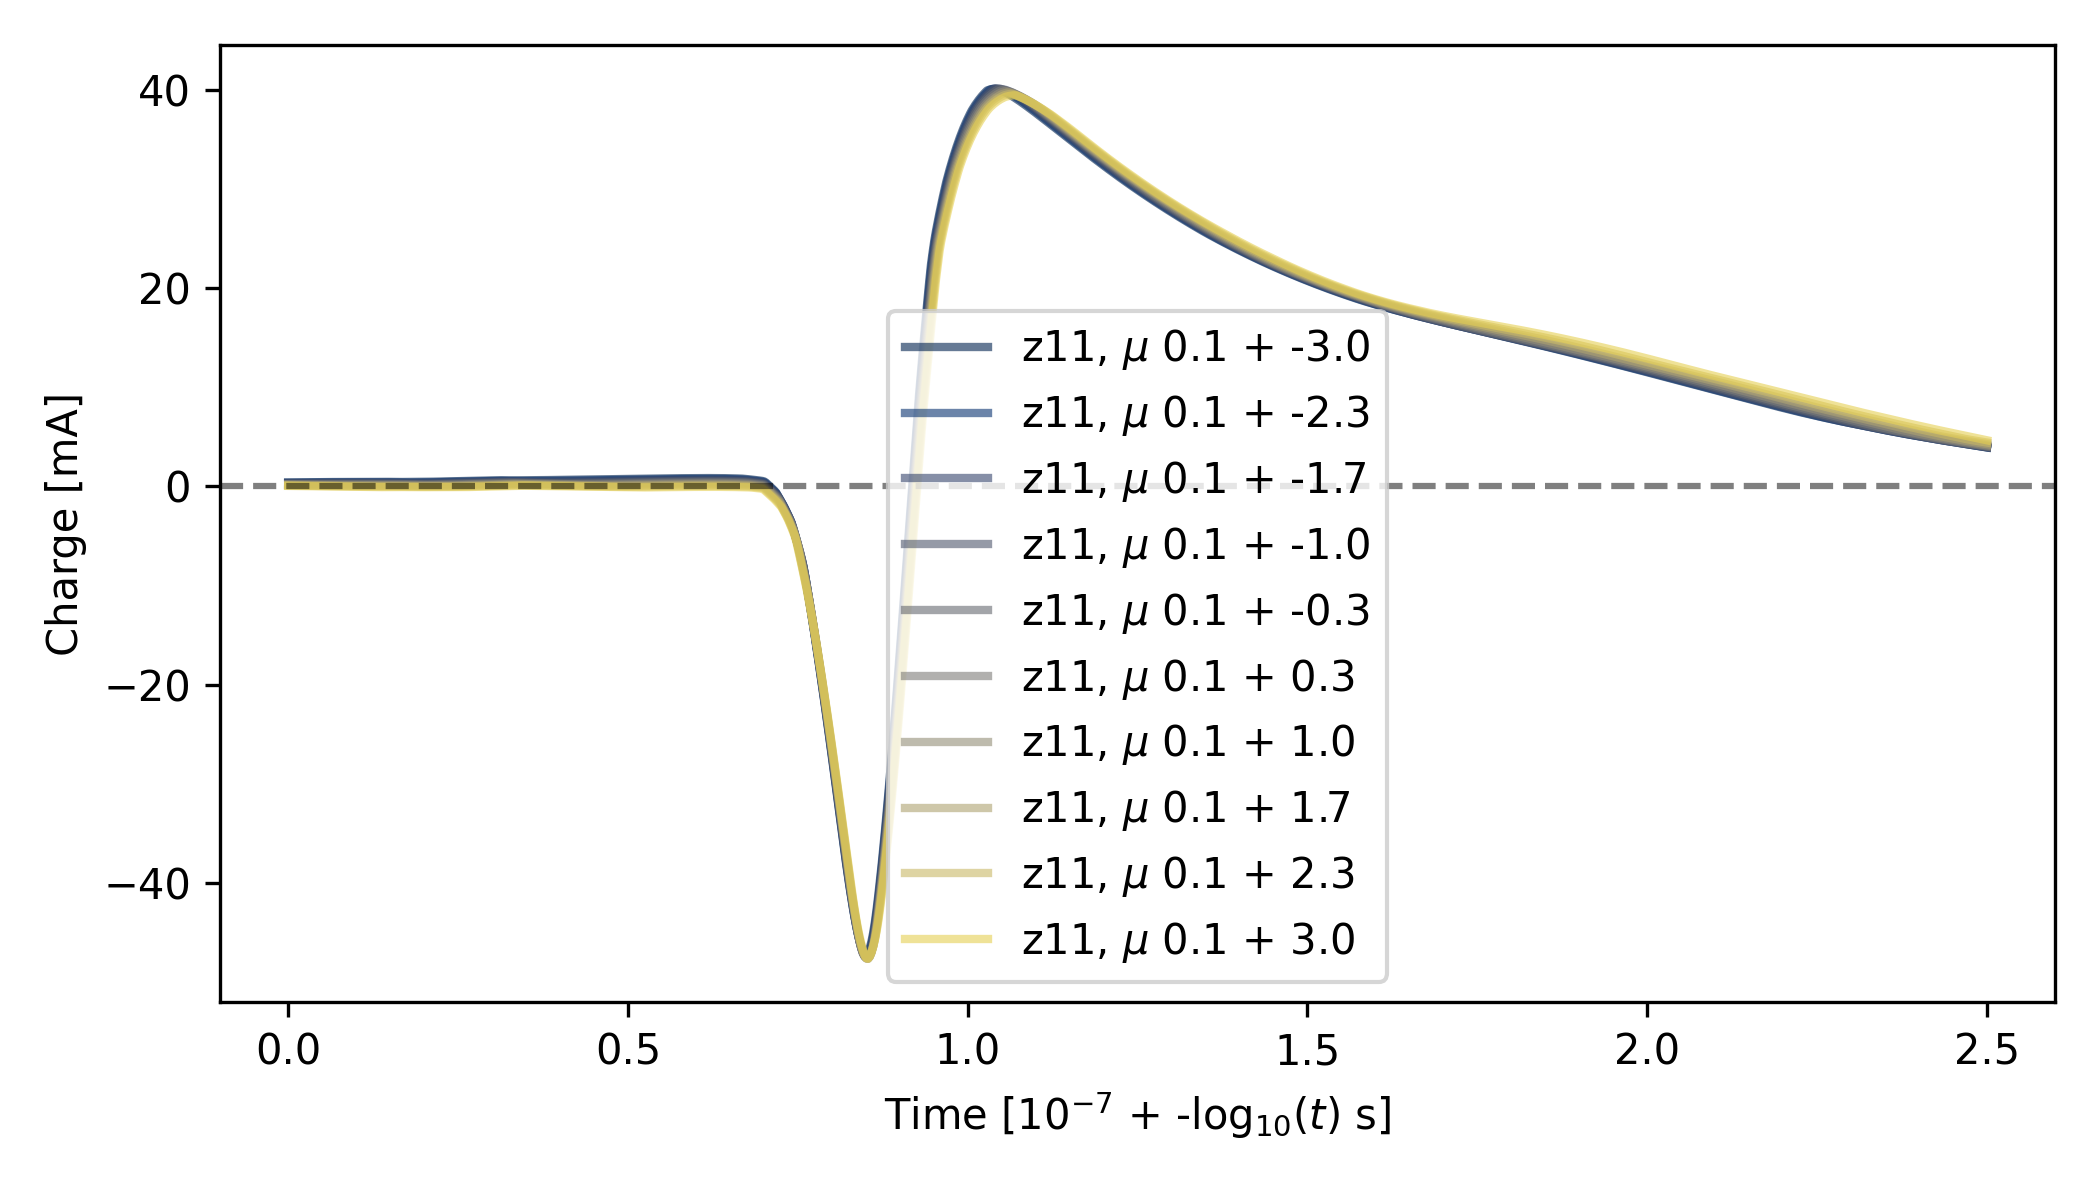 40
20
0
−20
−40
Charge [mA]
z11, μ 0.1 + -3.0
z11, μ 0.1 + -2.3
z11, μ 0.1 + -1.7
z11, μ 0.1 + -1.0
z11, μ 0.1 + -0.3
z11, μ 0.1 + 0.3
z11, μ 0.1 + 1.0
z11, μ 0.1 + 1.7
z11, μ 0.1 + 2.3
z11, μ 0.1 + 3.0
0.0 0.5 1.0 1.5 2.0 2.5
Time [10⁻⁷ + -log₁₀(t) s]